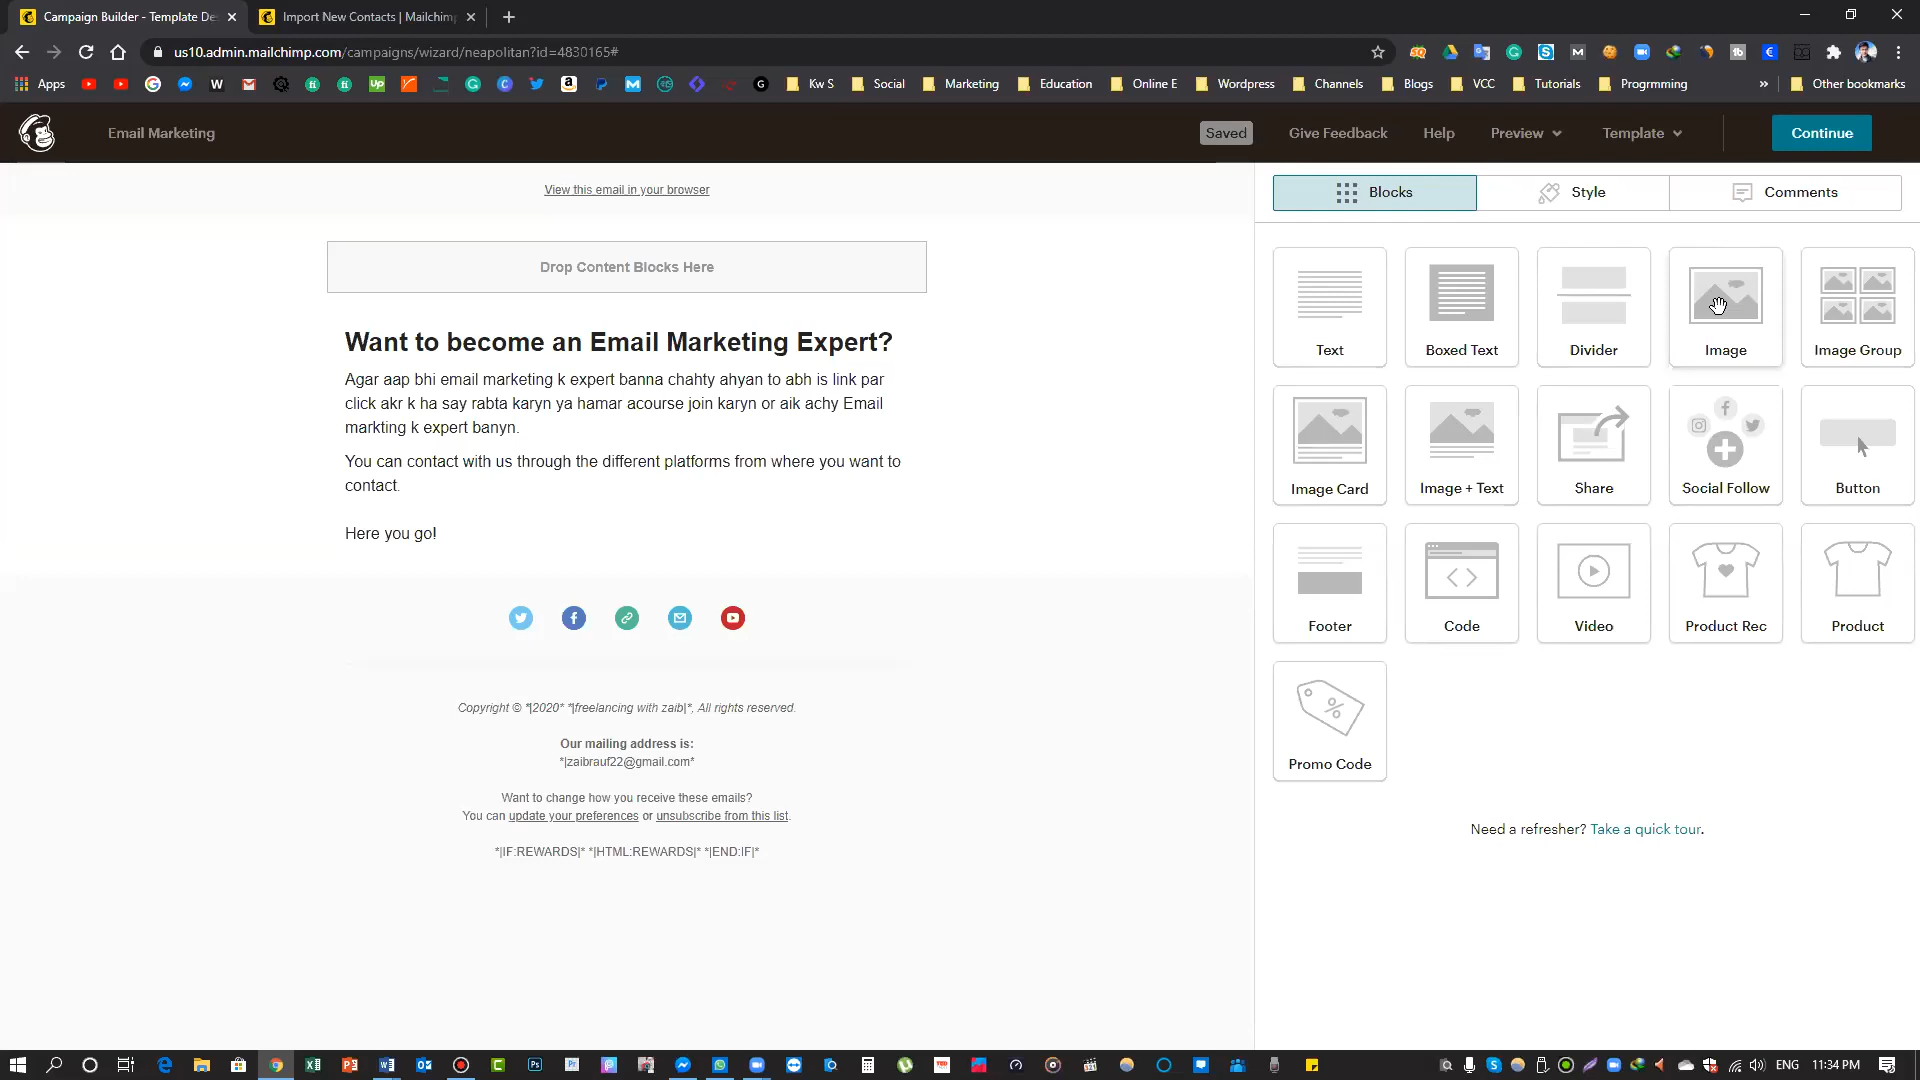 Campaign Builder - Template De
Import New Contacts | Mailchimp
us10.admin.mailchimp.com/campaigns/wizard/neapolitan?id=4830165#
Apps
Kw S
Social
Marketing
Education
Online E
Wordpress
Channels
Blogs
VCC
Tutorials
Progrmming
»
Other bookmarks
Email Marketing
Saved
Give Feedback
Help
Preview
Template
Continue
View this email in your browser
Blocks
Style
Comments
Drop Content Blocks Here
Want to become an Email Marketing Expert?
Agar aap bhi email marketing k expert banna chahty ahyan to abh is link par
click akr k ha say rabta karyn ya hamar acourse join karyn or aik achy Email
markting k expert banyn.
You can contact with us through the different platforms from where you want to
contact.
Here you go!
Text
Boxed Text
Divider
Image
Image Group
Image Card
Image + Text
Share
Social Follow
Button
Footer
Code
Video
Product Rec
Product
Promo Code
Need a refresher? Take a quick tour.
Copyright © *|2020* *|freelancing with zaib|*, All rights reserved.
Our mailing address is:
*|zaibrauf22@gmail.com*
Want to change how you receive these emails?
You can update your preferences or unsubscribe from this list.
*|IF:REWARDS|* *|HTML:REWARDS|* *|END:IF|*
ENG
11:34 PM